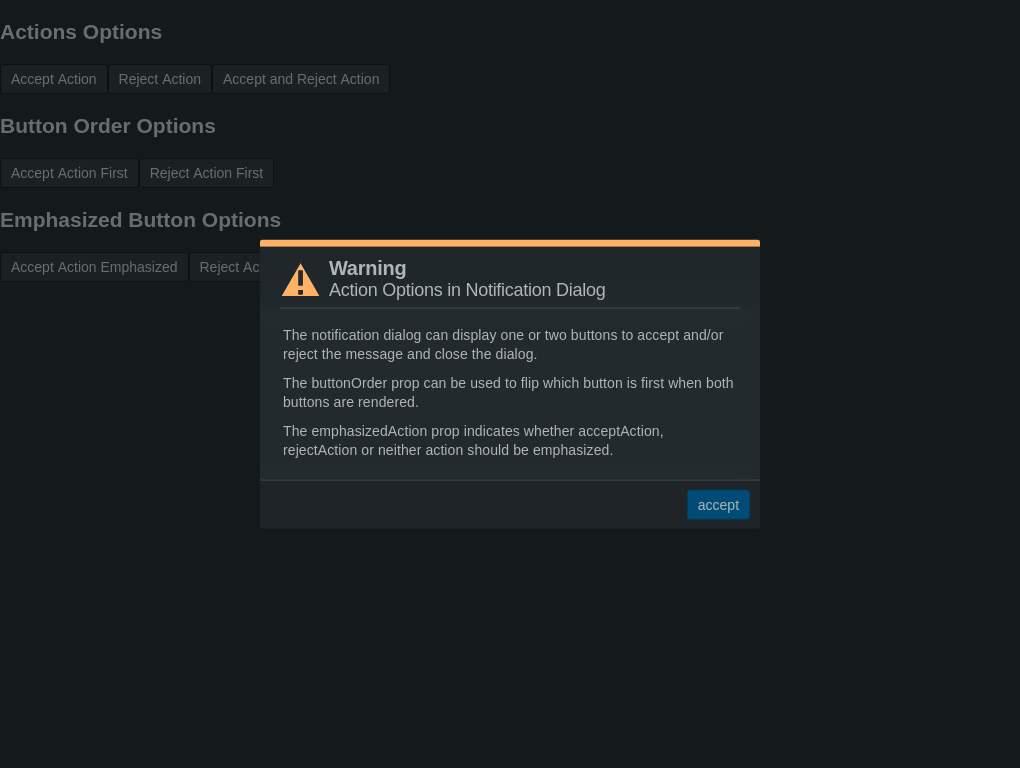 Actions Options
Accept Action Reject Action Accept and Reject Action
Button Order Options
Accept Action First Reject Action First
Emphasized Button Options
Accept Action Emphasized Reject
Warning
Action Options in Notification Dialog
The notification dialog can display one or two buttons to accept and/or
reject the message and close the dialog.
The buttonOrder prop can be used to flip which button is first when both
buttons are rendered.
The emphasizedAction prop indicates whether acceptAction,
rejectAction or neither action should be emphasized.
accept